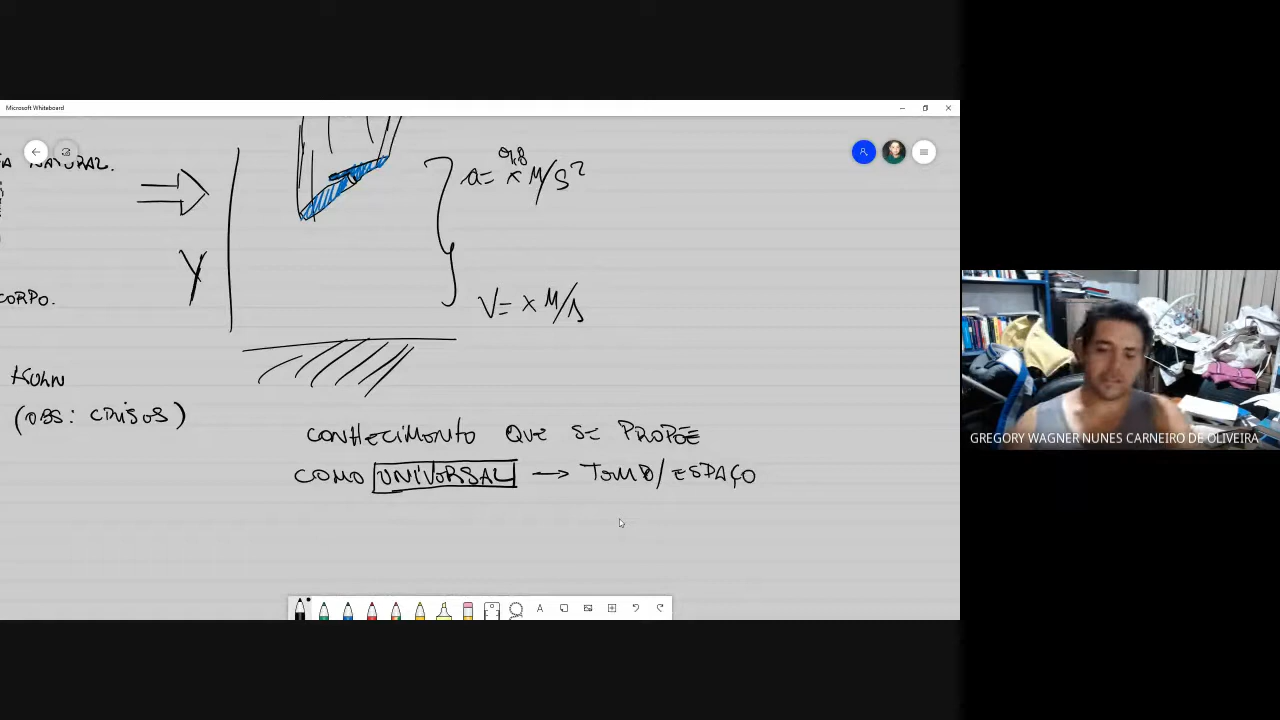 Microsoft Whiteboard
NATURAL.
9,8
a = x M/S²
Y
CORPO.
V = x M/s
KUHN
(OBS: CRISES)
CONHECIMENTO QUE SE PROPÕE
COMO UNIVERSAL → TEMPO/ESPAÇO
GREGORY WAGNER NUNES CARNEIRO DE OLIVEIRA
A